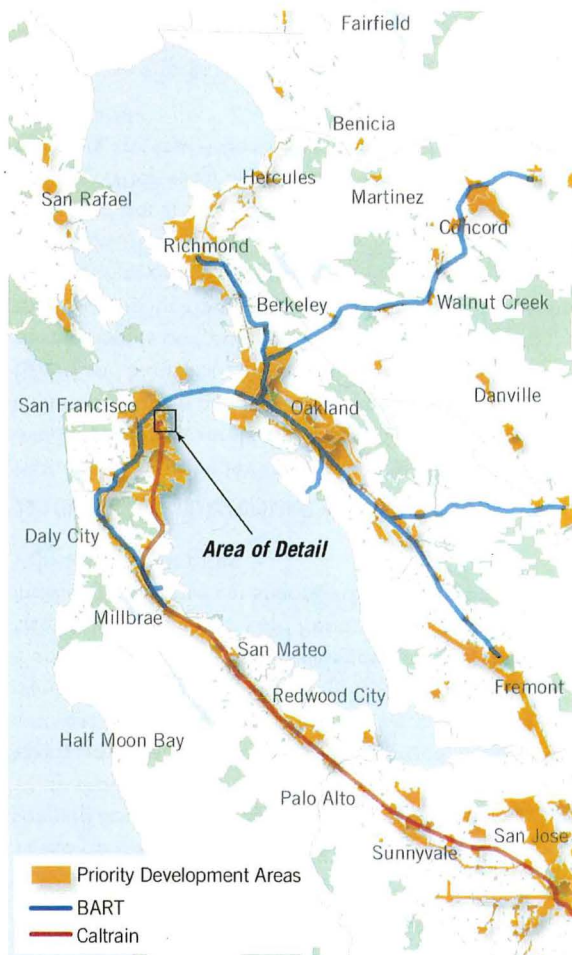 Fairfield
Benicia
Hercules
Martinez
San Rafael
Concord
Richmond
Berkeley
Walnut Creek
San Francisco
Oakland
Danville
Daly City
Area of Detail
Millbrae
San Mateo
Redwood City
Fremont
Half Moon Bay
Palo Alto
San Jose
Sunnyvale
Priority Development Areas
BART
Caltrain